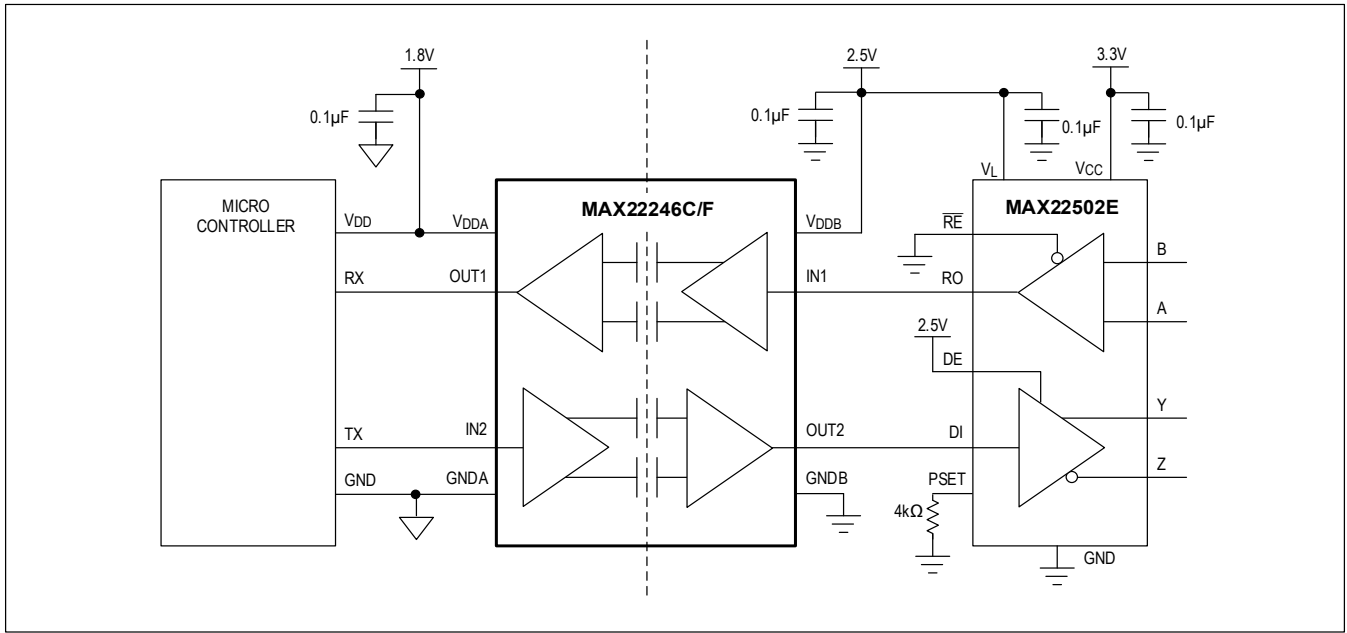 1.8V
2.5V
3.3V
0.1µF
0.1µF
0.1µF
0.1µF
VL
VCC
MICRO
CONTROLLER
MAX22246C/F
MAX22502E
VDD
VDDA
VDDB
RE
B
RX
OUT1
IN1
RO
A
2.5V
DE
Y
TX
IN2
OUT2
DI
Z
GND
GNDA
GNDB
PSET
4kΩ
GND